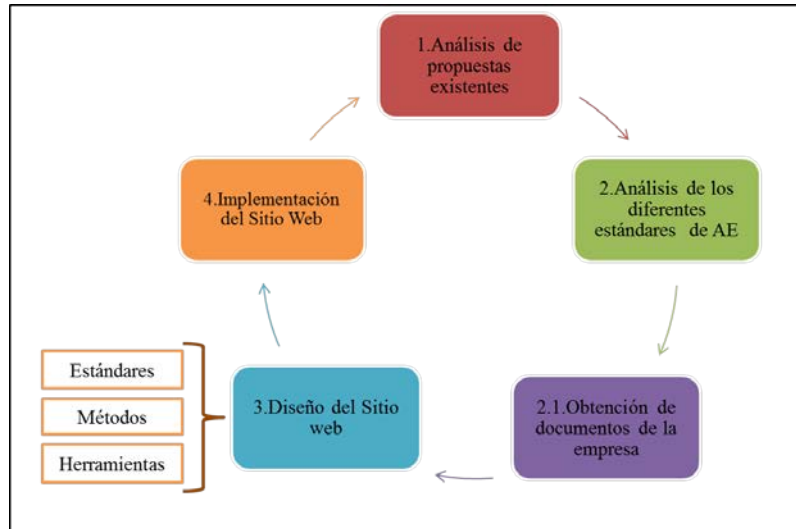 1.Análisis de
propuestas
existentes
2.Análisis de los
diferentes
estándares de AE
2.1.Obtención de
documentos de la
empresa
3.Diseño del Sitio
web
Estándares
Métodos
Herramientas
4.Implementación
del Sitio Web